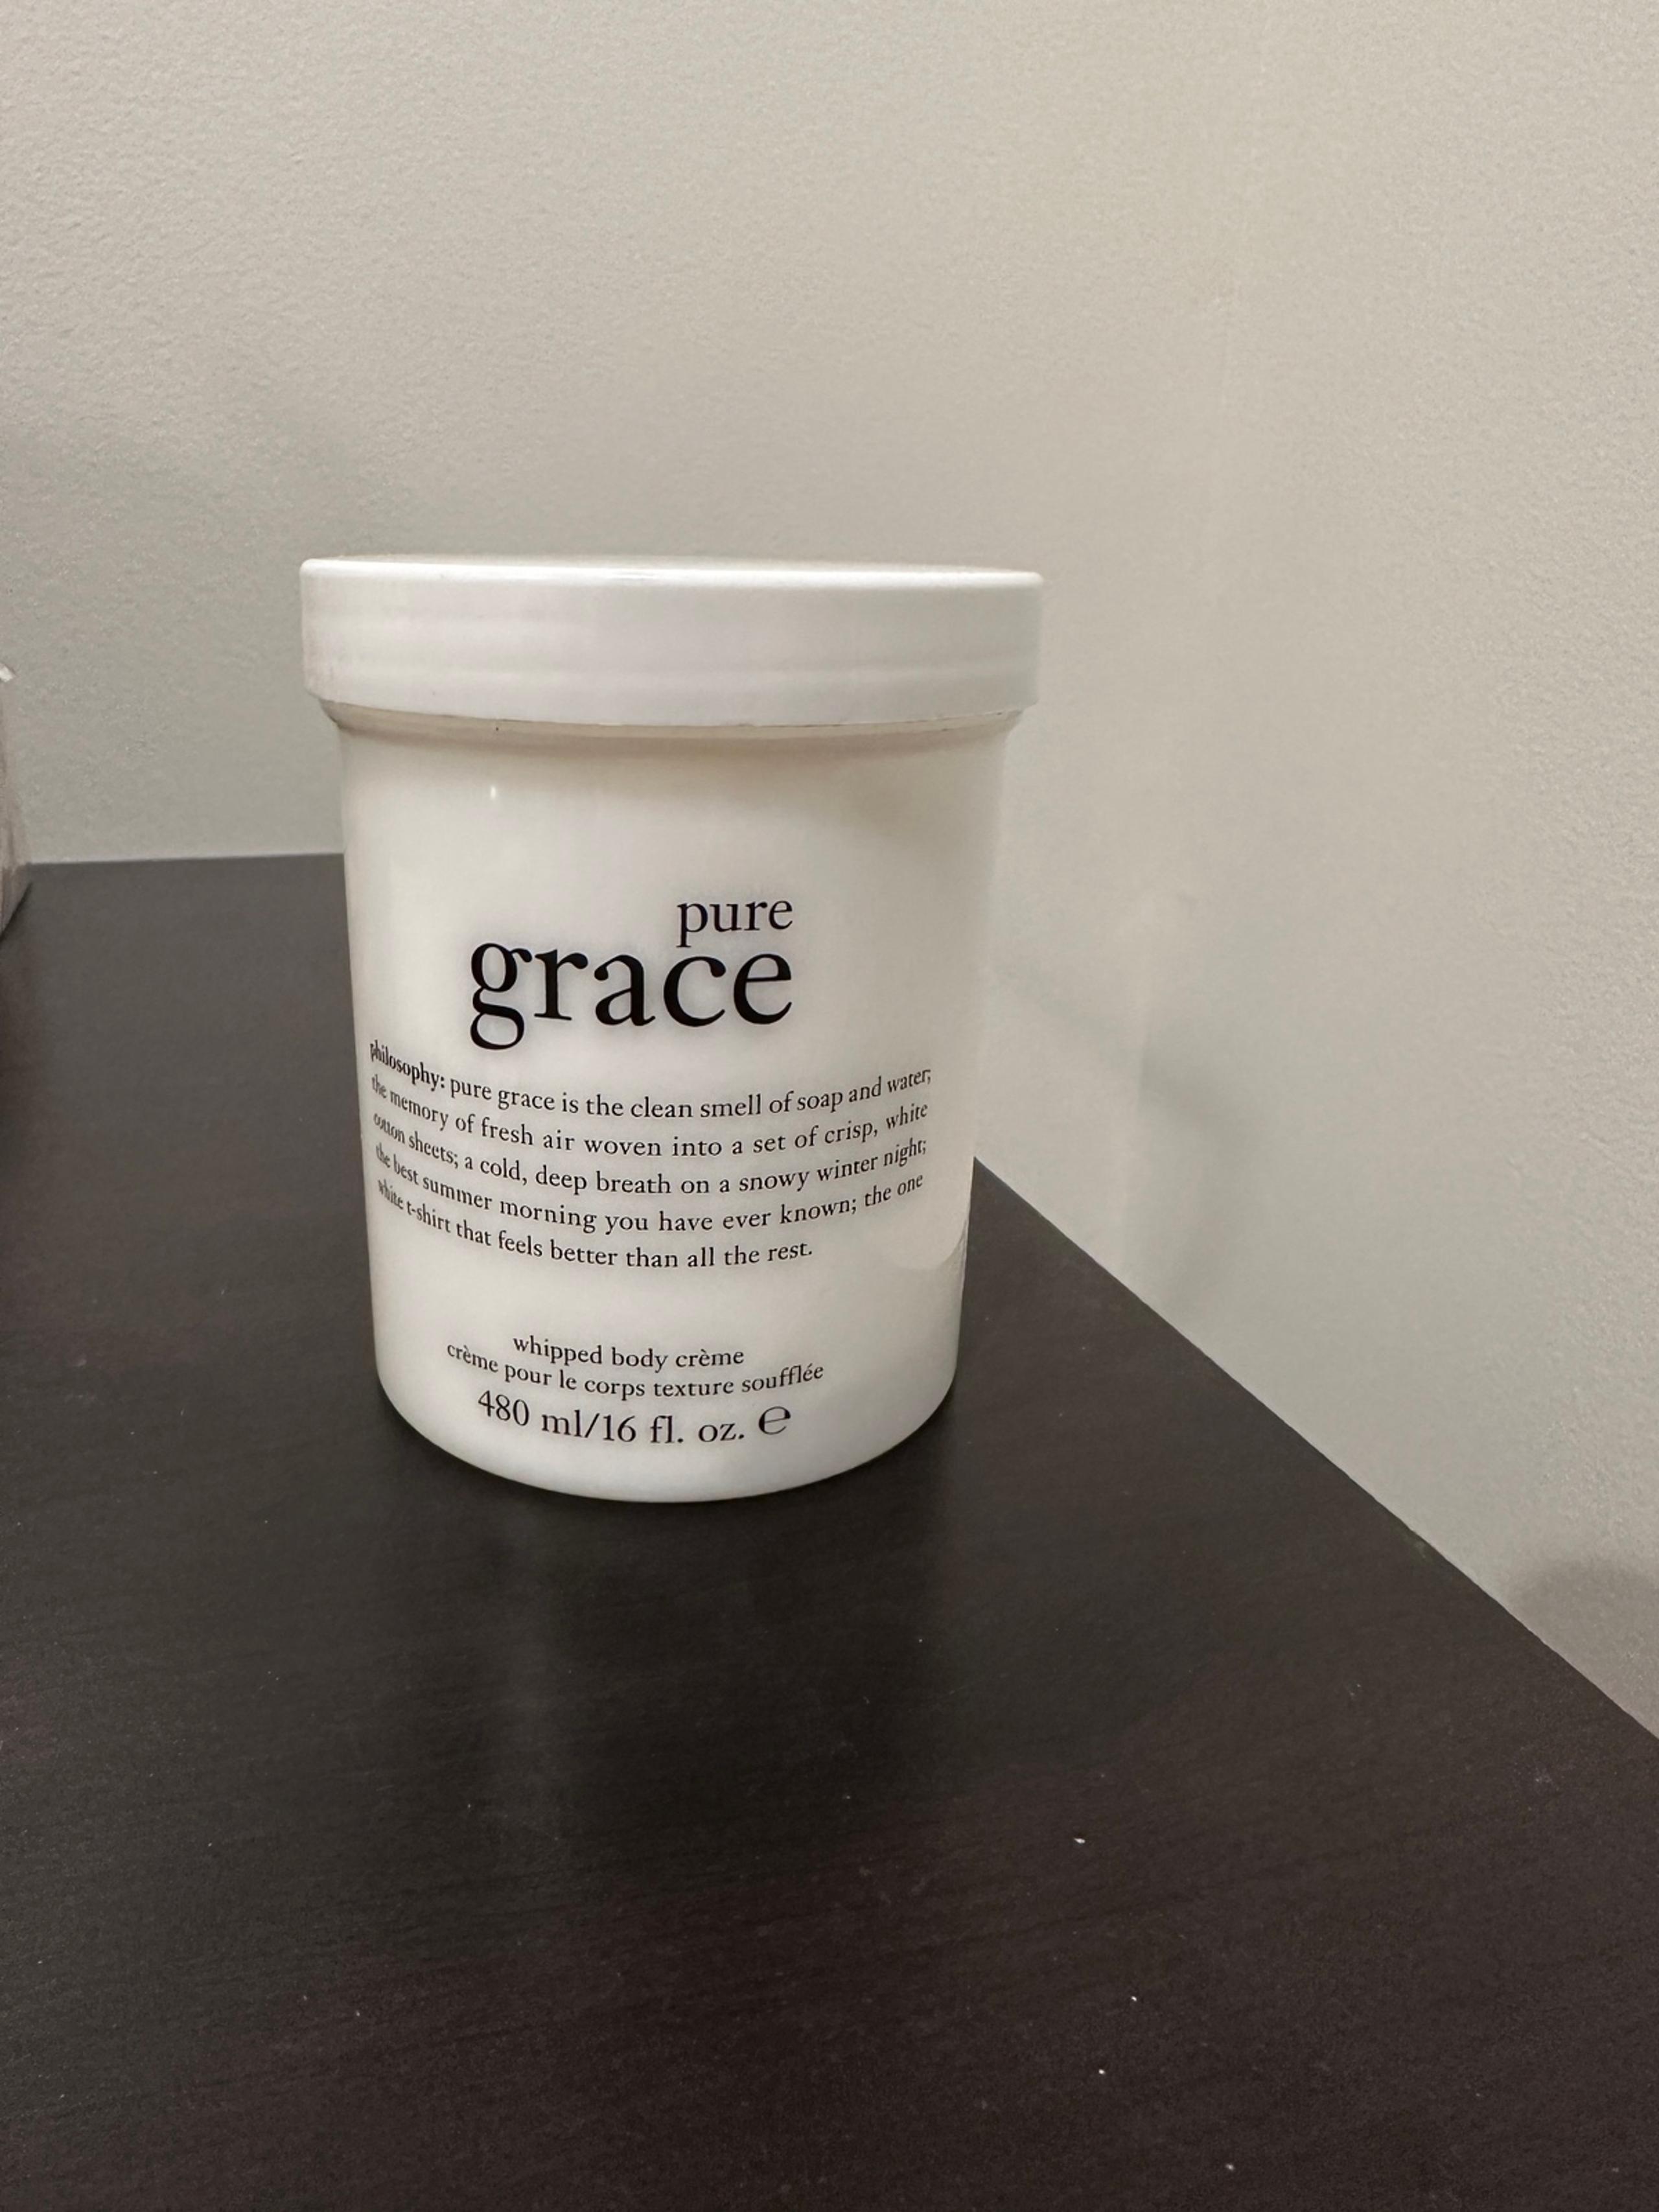 pure
grace
philosophy: pure grace is the clean smell of soap and water;
the memory of fresh air woven into a set of crisp, white
cotton sheets; a cold, deep breath on a snowy winter night;
the best summer morning you have ever known; the one
white t-shirt that feels better than all the rest.
whipped body crème
crème pour le corps texture soufflée
480 ml/16 fl. oz. ℮